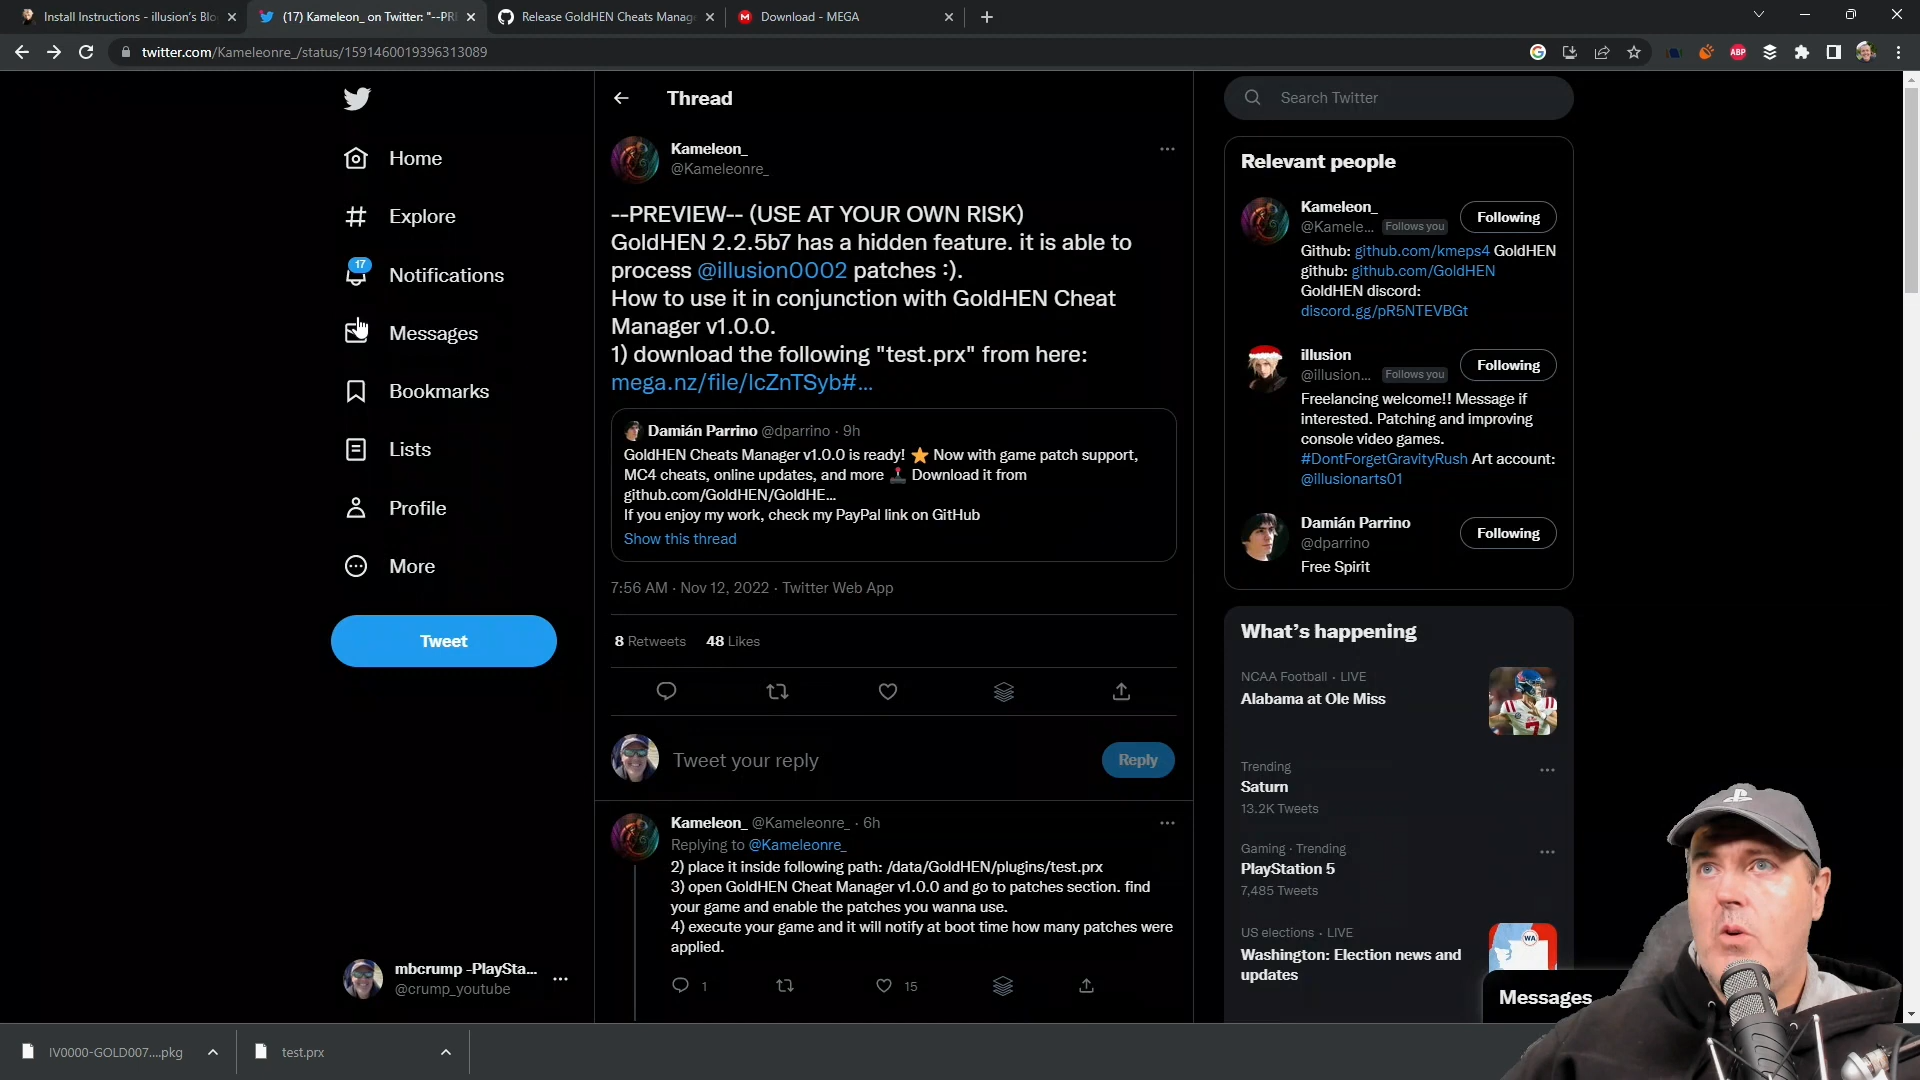 Install Instructions - illusion's Blo
(17) Kameleon_ on Twitter: "--PRE
Release GoldHEN Cheats Manage
Download - MEGA
twitter.com/Kameleonre_/status/1591460019396313089
ABP
Home
Explore
17
Notifications
Messages
Bookmarks
Lists
Profile
More
Tweet
mbcrump -PlaySta...
@crump_youtube
Thread
Kameleon_
@Kameleonre_
--PREVIEW-- (USE AT YOUR OWN RISK)
GoldHEN 2.2.5b7 has a hidden feature. it is able to
process @illusion0002 patches :).
How to use it in conjunction with GoldHEN Cheat
Manager v1.0.0.
1) download the following "test.prx" from here:
mega.nz/file/IcZnTSyb#...
Damián Parrino @dparrino · 9h
GoldHEN Cheats Manager v1.0.0 is ready! ⭐ Now with game patch support,
MC4 cheats, online updates, and more 🕹️ Download it from
github.com/GoldHEN/GoldHE...
If you enjoy my work, check my PayPal link on GitHub
Show this thread
7:56 AM · Nov 12, 2022 · Twitter Web App
8 Retweets 48 Likes
Tweet your reply
Reply
Kameleon_ @Kameleonre_ · 6h
Replying to @Kameleonre_
2) place it inside following path: /data/GoldHEN/plugins/test.prx
3) open GoldHEN Cheat Manager v1.0.0 and go to patches section. find
your game and enable the patches you wanna use.
4) execute your game and it will notify at boot time how many patches were
applied.
1 15
Search Twitter
Relevant people
Kameleon_
@Kamele... Follows you
Following
Github: github.com/kmeps4 GoldHEN
github: github.com/GoldHEN
GoldHEN discord:
discord.gg/pR5NTEVBGt
illusion
@illusion... Follows you
Following
Freelancing welcome!! Message if
interested. Patching and improving
console video games.
#DontForgetGravityRush Art account:
@illusionarts01
Damián Parrino
@dparrino
Following
Free Spirit
What's happening
NCAA Football · LIVE
Alabama at Ole Miss
Trending
Saturn
13.2K Tweets
Gaming · Trending
PlayStation 5
7,485 Tweets
US elections · LIVE
Washington: Election news and
updates
WA
Messages
IV0000-GOLD007....pkg
test.prx